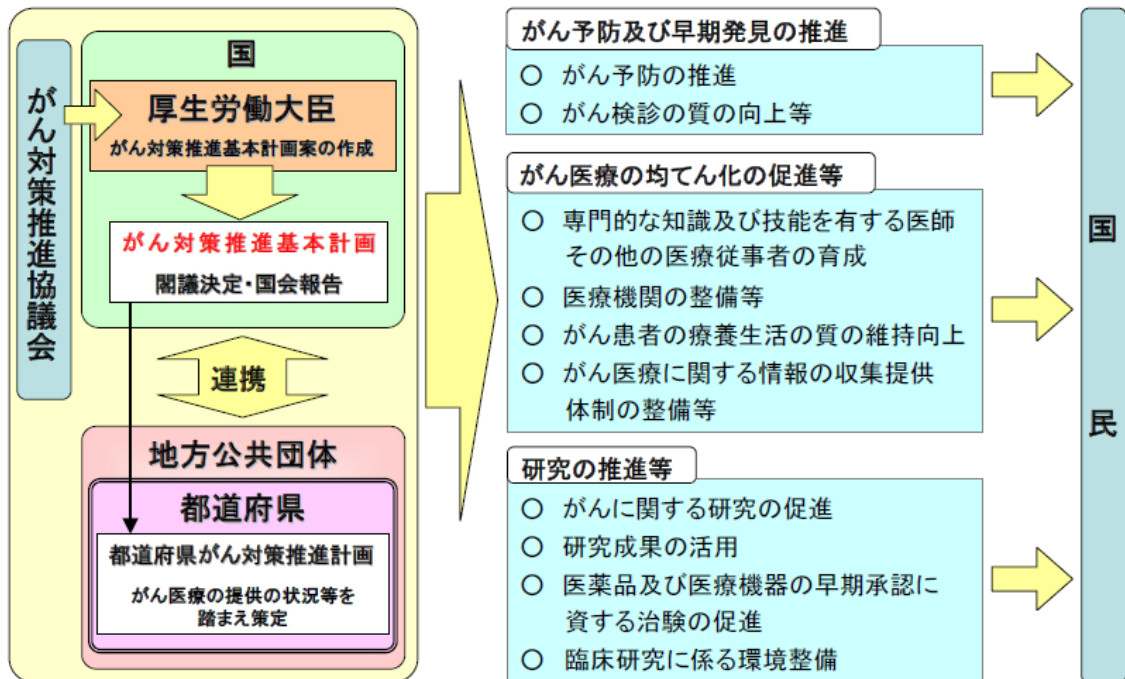 がん対策推進協議会
国
厚生労働大臣
がん対策推進基本計画案の作成
がん対策推進基本計画
閣議決定・国会報告
連携
地方公共団体
都道府県
都道府県がん対策推進計画
がん医療の提供の状況等を
踏まえ策定
がん予防及び早期発見の推進
○ がん予防の推進
○ がん検診の質の向上等
がん医療の均てん化の促進等
○ 専門的な知識及び技能を有する医師
その他の医療従事者の育成
○ 医療機関の整備等
○ がん患者の療養生活の質の維持向上
○ がん医療に関する情報の収集提供
体制の整備等
研究の推進等
○ がんに関する研究の促進
○ 研究成果の活用
○ 医薬品及び医療機器の早期承認に
資する治験の促進
○ 臨床研究に係る環境整備
国民